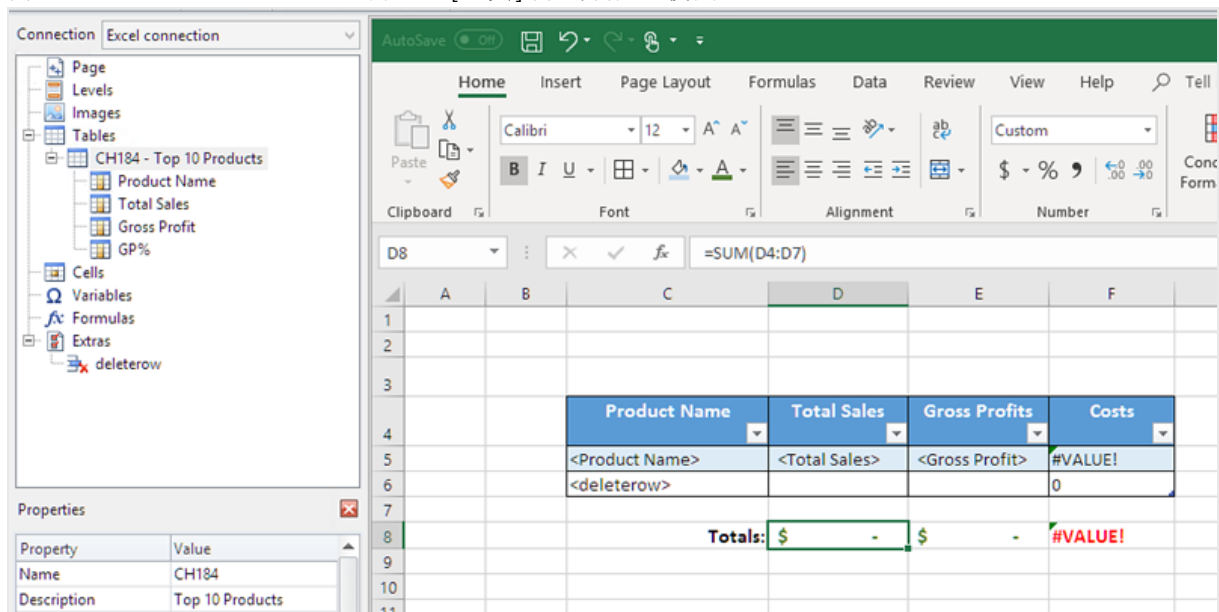 Connection Excel connection
Page
Levels
Images
Tables
CH184 - Top 10 Products
Product Name
Total Sales
Gross Profit
GP%
Cells
Variables
Formulas
Extras
deleterow
Properties
Property Value
Name CH184
Description Top 10 Products
AutoSave Off
Home Insert Page Layout Formulas Data Review View Help Tell
Paste Calibri 12 A A ab Custom
B I U A $ % Conc
Form
Clipboard Font Alignment Number
D8 fx =SUM(D4:D7)
A B C D E F
1
2
3
4 Product Name Total Sales Gross Profits Costs
5 <Product Name> <Total Sales> <Gross Profit> #VALUE!
6 <deleterow> 0
7
8 Totals: $ - $ - #VALUE!
9
10